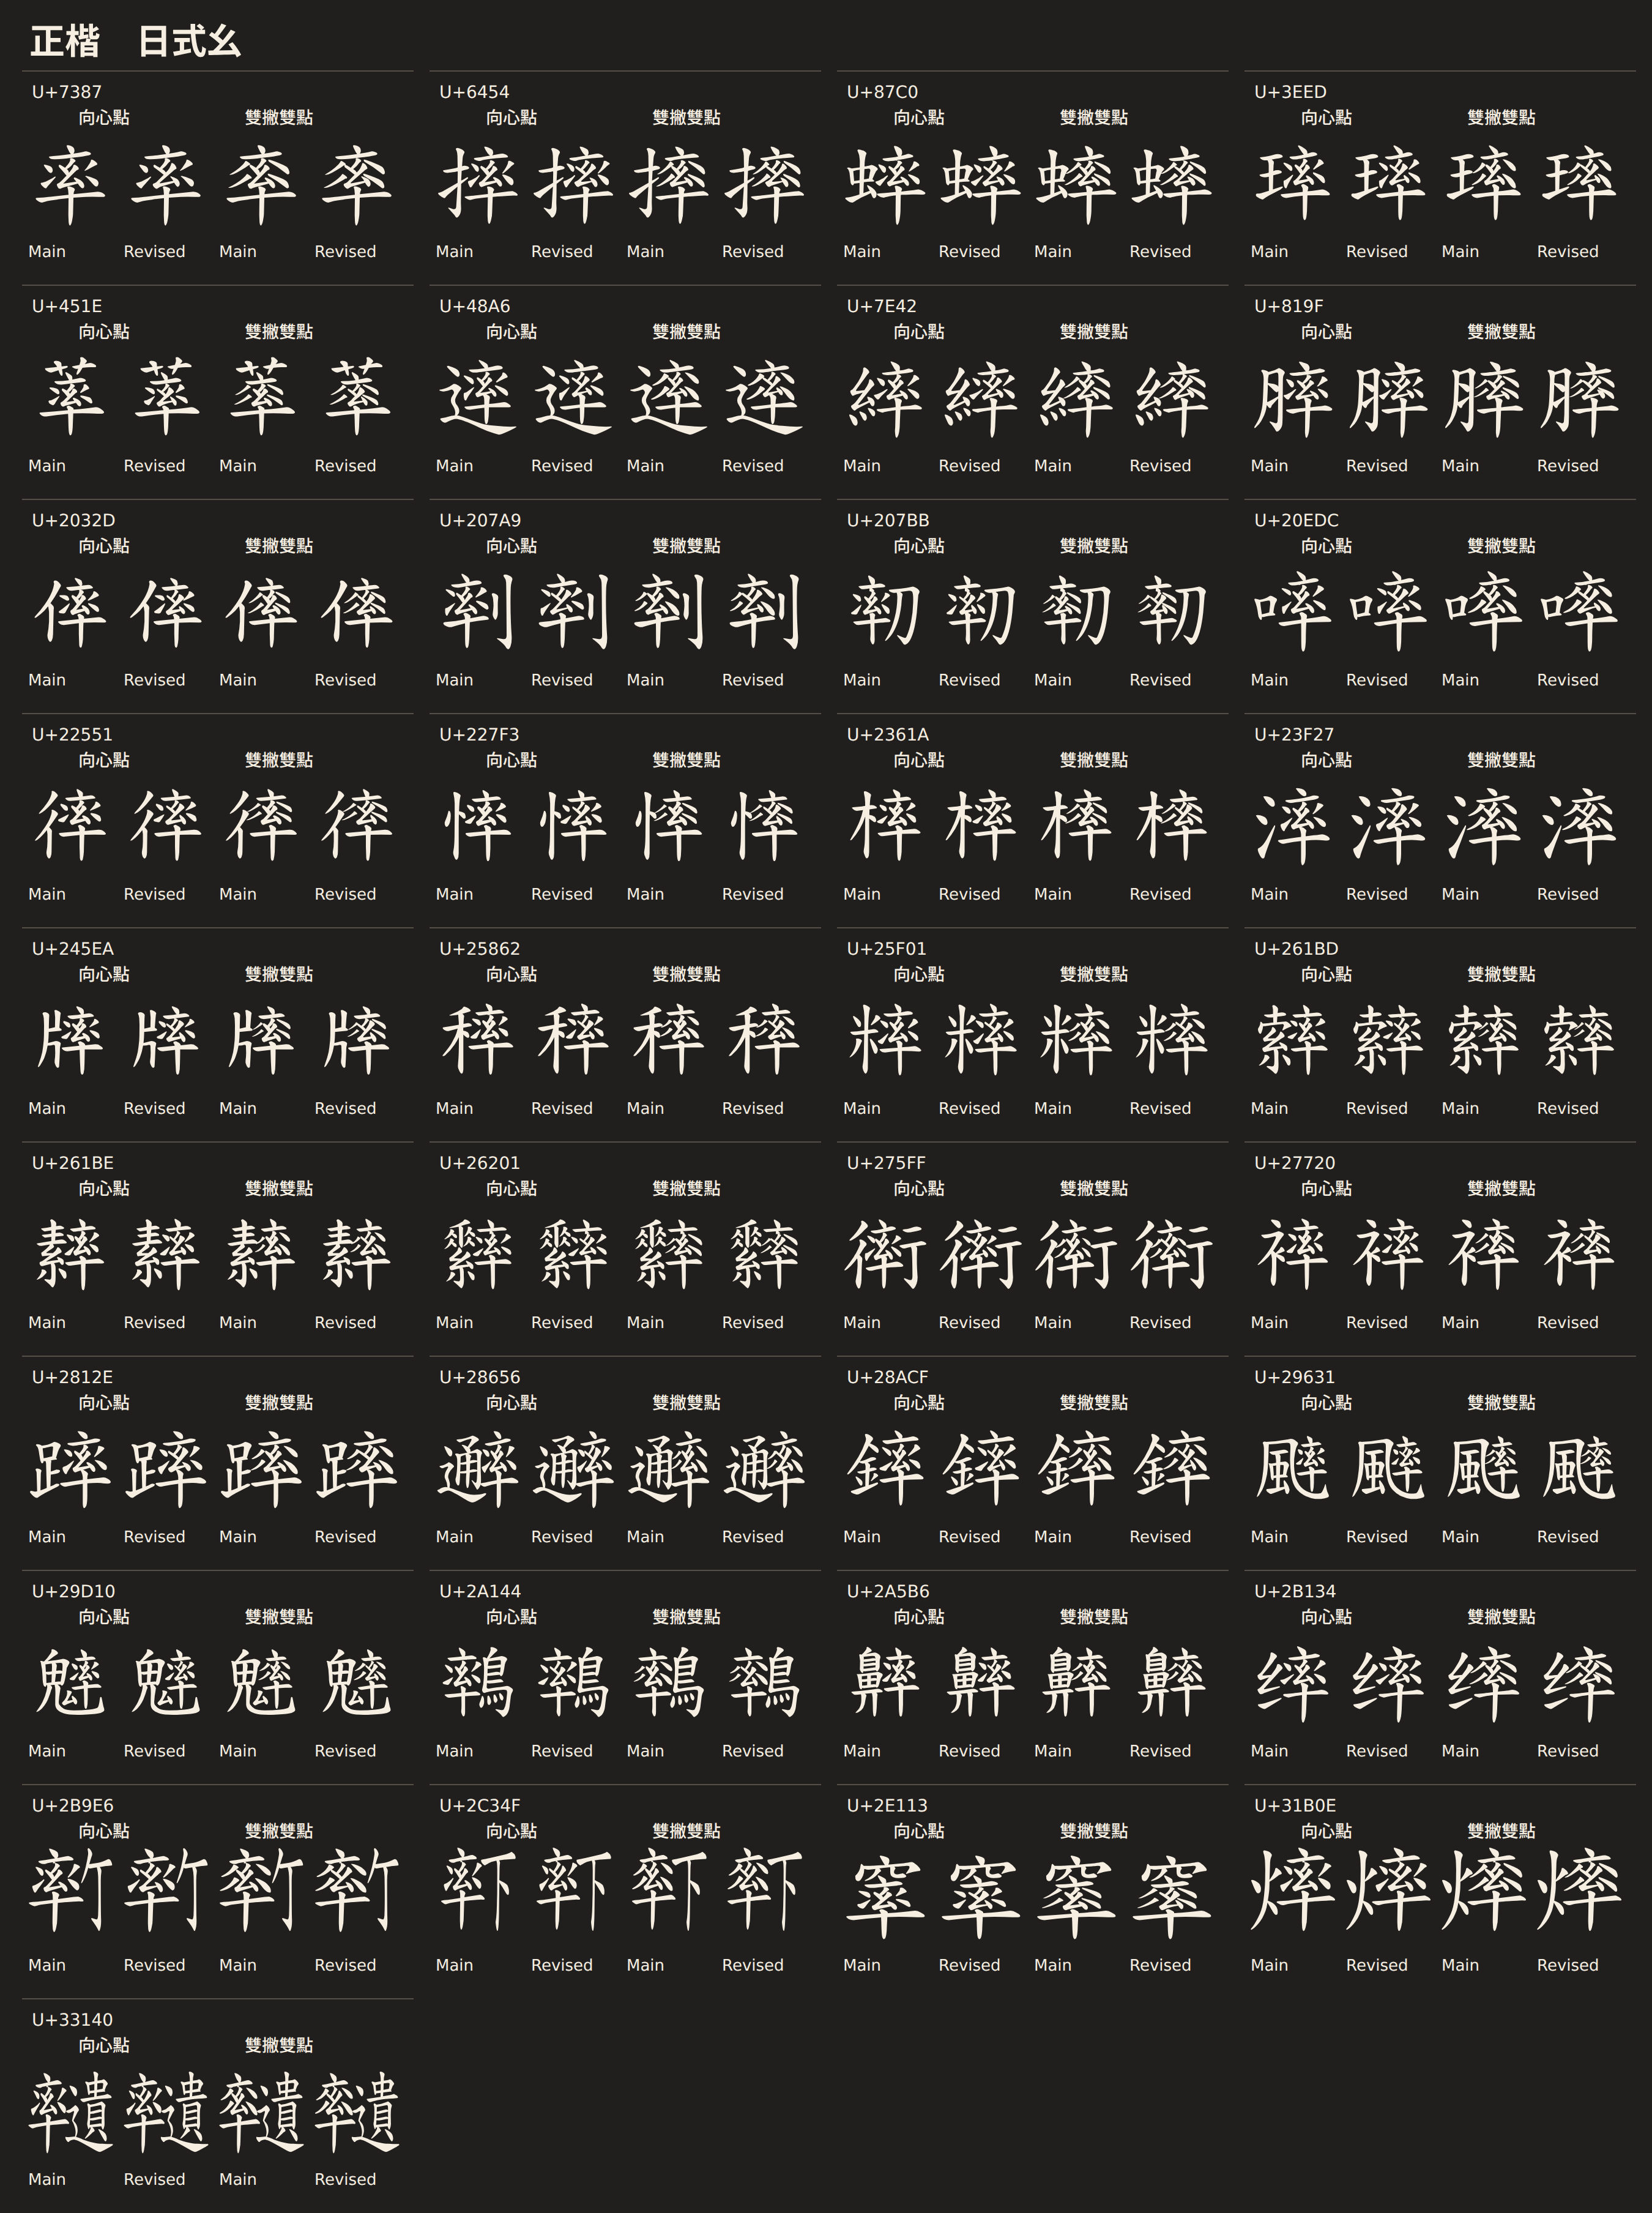 正楷　日式幺
U+7387 U+6454 U+87C0 U+3EED
向心點 雙撇雙點 向心點 雙撇雙點 向心點 雙撇雙點 向心點 雙撇雙點
率 率 率 率 摔 摔 摔 摔 蟀 蟀 蟀 蟀 㻭 㻭 㻭 㻭
Main Revised Main Revised Main Revised Main Revised Main Revised Main Revised Main Revised Main Revised
U+451E U+48A6 U+7E42 U+819F
向心點 雙撇雙點 向心點 雙撇雙點 向心點 雙撇雙點 向心點 雙撇雙點
䔞 䔞 䔞 䔞 䢦 䢦 䢦 䢦 繂 繂 繂 繂 膟 膟 膟 膟
Main Revised Main Revised Main Revised Main Revised Main Revised Main Revised Main Revised Main Revised
U+2032D U+207A9 U+207BB U+20EDC
向心點 雙撇雙點 向心點 雙撇雙點 向心點 雙撇雙點 向心點 雙撇雙點
𠌭 𠌭 𠌭 𠌭 𠞩 𠞩 𠞩 𠞩 𠞻 𠞻 𠞻 𠞻 𠻜 𠻜 𠻜 𠻜
Main Revised Main Revised Main Revised Main Revised Main Revised Main Revised Main Revised Main Revised
U+22551 U+227F3 U+2361A U+23F27
向心點 雙撇雙點 向心點 雙撇雙點 向心點 雙撇雙點 向心點 雙撇雙點
𢕑 𢕑 𢕑 𢕑 𢟳 𢟳 𢟳 𢟳 𣘚 𣘚 𣘚 𣘚 𣼧 𣼧 𣼧 𣼧
Main Revised Main Revised Main Revised Main Revised Main Revised Main Revised Main Revised Main Revised
U+245EA U+25862 U+25F01 U+261BD
向心點 雙撇雙點 向心點 雙撇雙點 向心點 雙撇雙點 向心點 雙撇雙點
𤗪 𤗪 𤗪 𤗪 𥡢 𥡢 𥡢 𥡢 𥼁 𥼁 𥼁 𥼁 𦆽 𦆽 𦆽 𦆽
Main Revised Main Revised Main Revised Main Revised Main Revised Main Revised Main Revised Main Revised
U+261BE U+26201 U+275FF U+27720
向心點 雙撇雙點 向心點 雙撇雙點 向心點 雙撇雙點 向心點 雙撇雙點
𦆾 𦆾 𦆾 𦆾 𦈁 𦈁 𦈁 𦈁 𧗿 𧗿 𧗿 𧗿 𧜠 𧜠 𧜠 𧜠
Main Revised Main Revised Main Revised Main Revised Main Revised Main Revised Main Revised Main Revised
U+2812E U+28656 U+28ACF U+29631
向心點 雙撇雙點 向心點 雙撇雙點 向心點 雙撇雙點 向心點 雙撇雙點
𨄮 𨄮 𨄮 𨄮 𨙖 𨙖 𨙖 𨙖 𨫏 𨫏 𨫏 𨫏 𩘱 𩘱 𩘱 𩘱
Main Revised Main Revised Main Revised Main Revised Main Revised Main Revised Main Revised Main Revised
U+29D10 U+2A144 U+2A5B6 U+2B134
向心點 雙撇雙點 向心點 雙撇雙點 向心點 雙撇雙點 向心點 雙撇雙點
𩴐 𩴐 𩴐 𩴐 𪅄 𪅄 𪅄 𪅄 𪖶 𪖶 𪖶 𪖶 𫄴 𫄴 𫄴 𫄴
Main Revised Main Revised Main Revised Main Revised Main Revised Main Revised Main Revised Main Revised
U+2B9E6 U+2C34F U+2E113 U+31B0E
向心點 雙撇雙點 向心點 雙撇雙點 向心點 雙撇雙點 向心點 雙撇雙點
𫧦 𫧦 𫧦 𫧦 𬍏 𬍏 𬍏 𬍏 𮄓 𮄓 𮄓 𮄓 𱬎 𱬎 𱬎 𱬎
Main Revised Main Revised Main Revised Main Revised Main Revised Main Revised Main Revised Main Revised
U+33140
向心點 雙撇雙點
𳅀 𳅀 𳅀 𳅀
Main Revised Main Revised